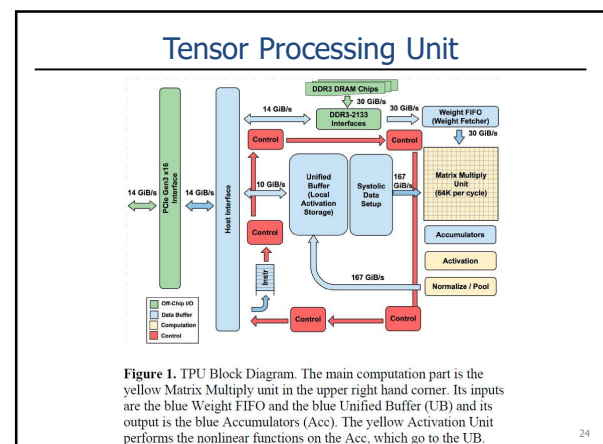 Tensor Processing Unit
DDR3 DRAM Chips
30 GiB/s
14 GiB/s
DDR3-2133
Interfaces
30 GiB/s
Weight FIFO
(Weight Fetcher)
30 GiB/s
Control
Control
Matrix Multiply
Unit
(64K per cycle)
PCIe Gen3 x16
Interface
14 GiB/s
14 GiB/s
Host Interface
10 GiB/s
Unified
Buffer
(Local
Activation
Storage)
Systolic
Data
Setup
167
GiB/s
Control
Accumulators
Activation
Normalize / Pool
Instr
167 GiB/s
Off-Chip I/O
Data Buffer
Computation
Control
Control
Control
Control
Figure 1. TPU Block Diagram. The main computation part is the
yellow Matrix Multiply unit in the upper right hand corner. Its inputs
are the blue Weight FIFO and the blue Unified Buffer (UB) and its
output is the blue Accumulators (Acc). The yellow Activation Unit
performs the nonlinear functions on the Acc, which go to the UB.
24